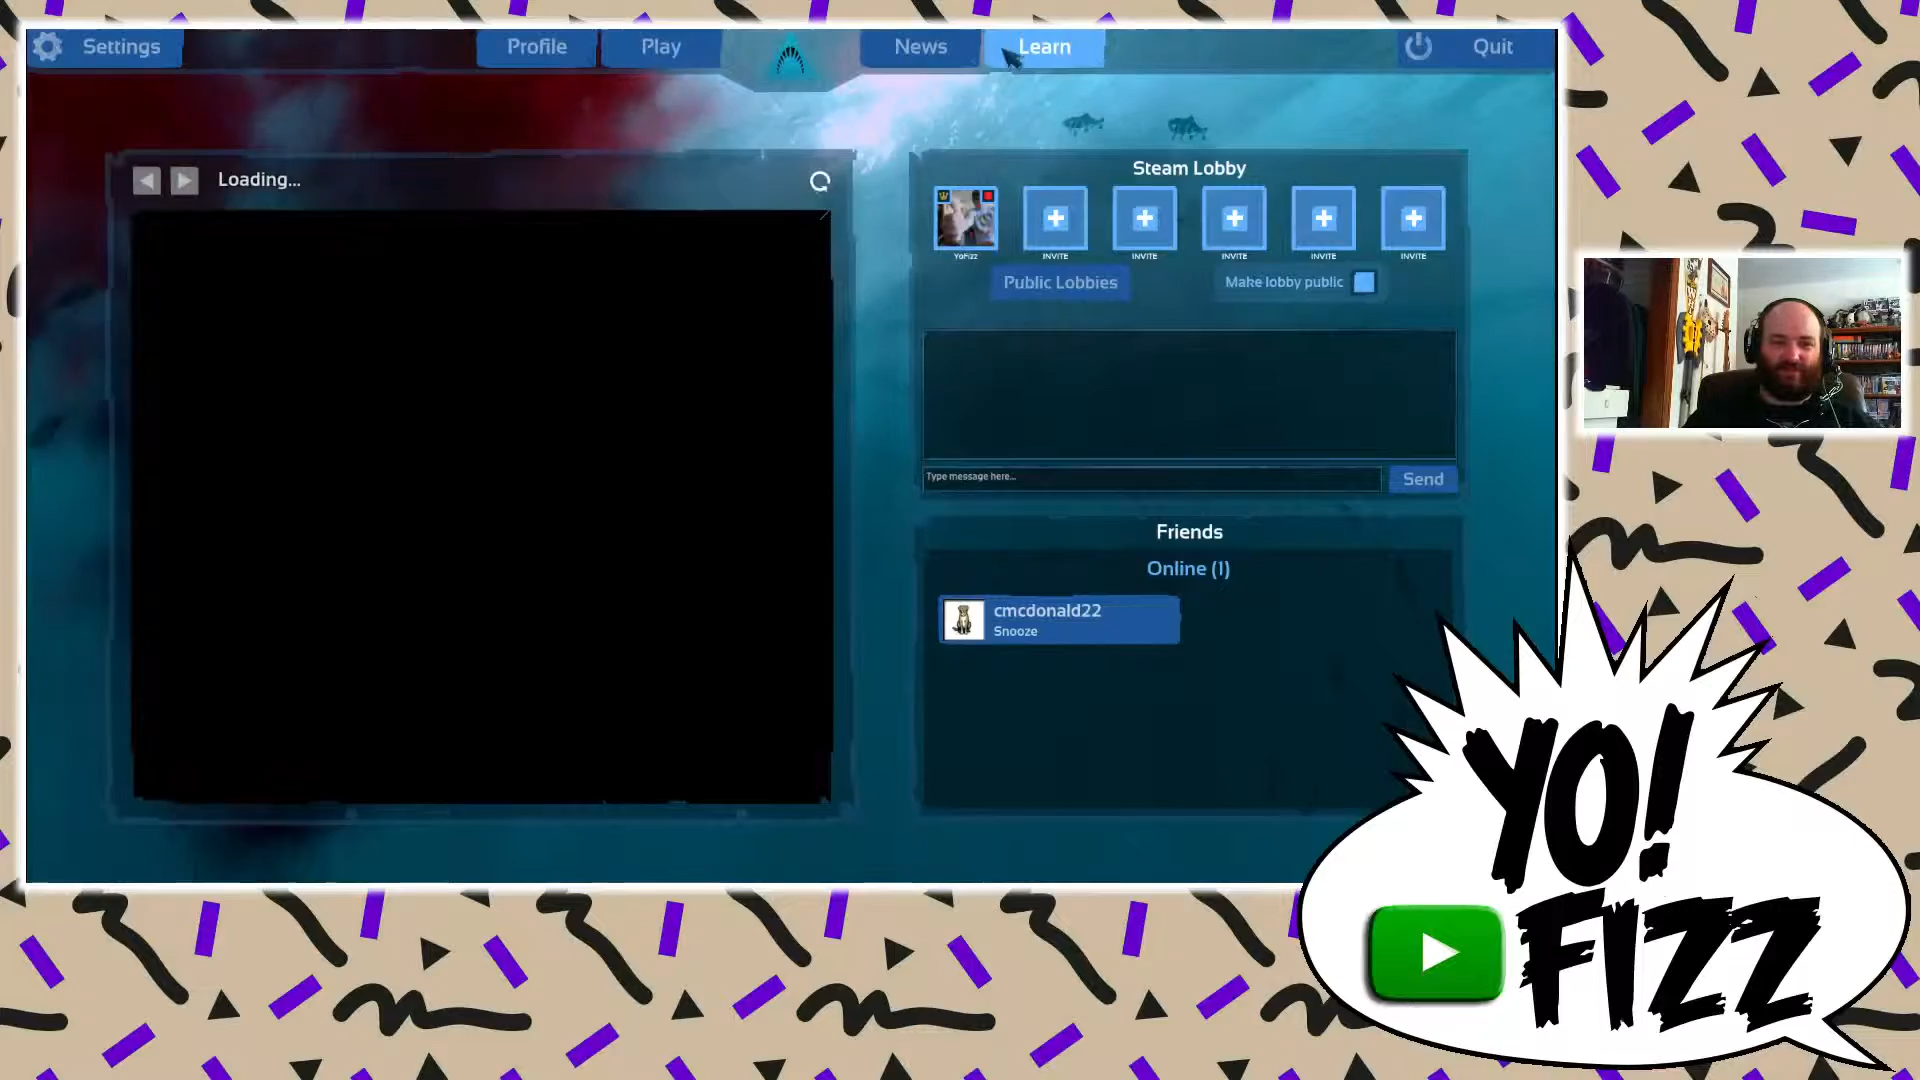 Settings
Profile
Play
News
Learn
Quit
Loading...
Steam Lobby
YoFizz
INVITE
INVITE
INVITE
INVITE
INVITE
Public Lobbies
Make lobby public
Type message here...
Send
Friends
Online (1)
cmcdonald22
Snooze
YO!
FIZZ